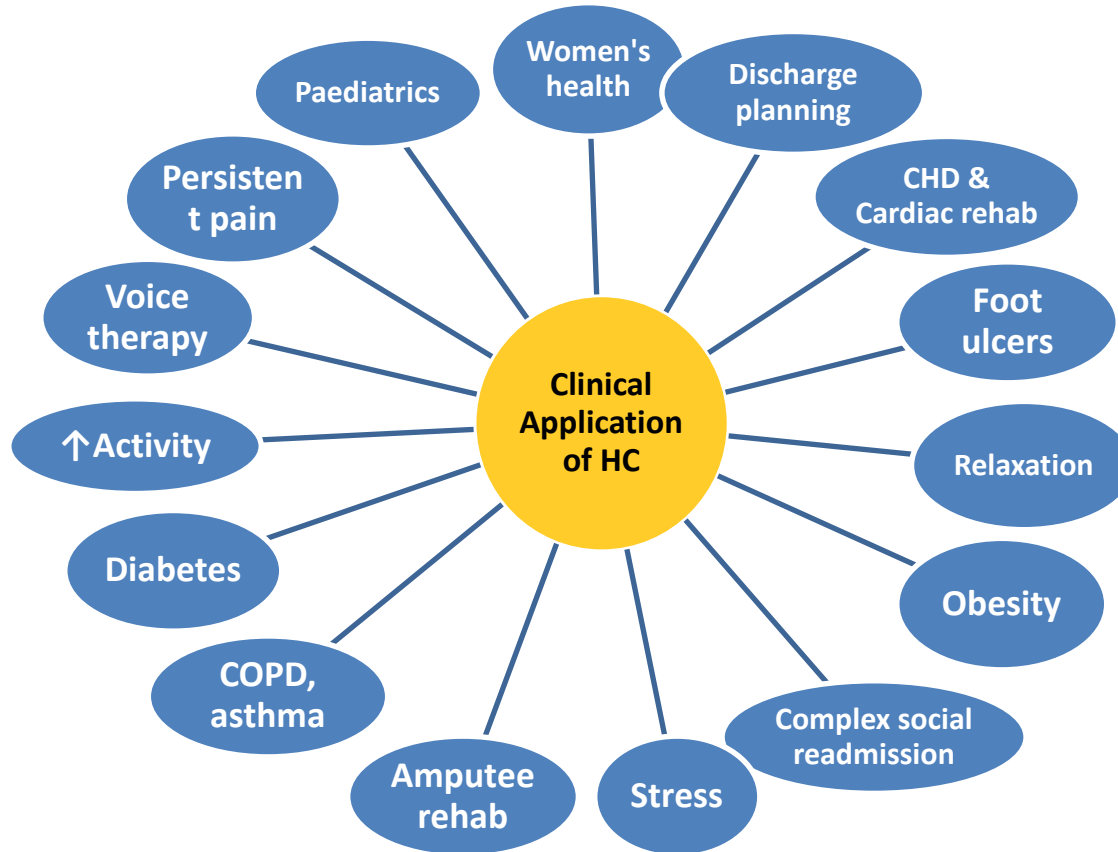 Clinical
Application
of HC
Women's
health
Discharge
planning
CHD &
Cardiac rehab
Foot
ulcers
Relaxation
Obesity
Complex social
readmission
Stress
Amputee
rehab
COPD,
asthma
Diabetes
↑Activity
Voice
therapy
Persisten
t pain
Paediatrics